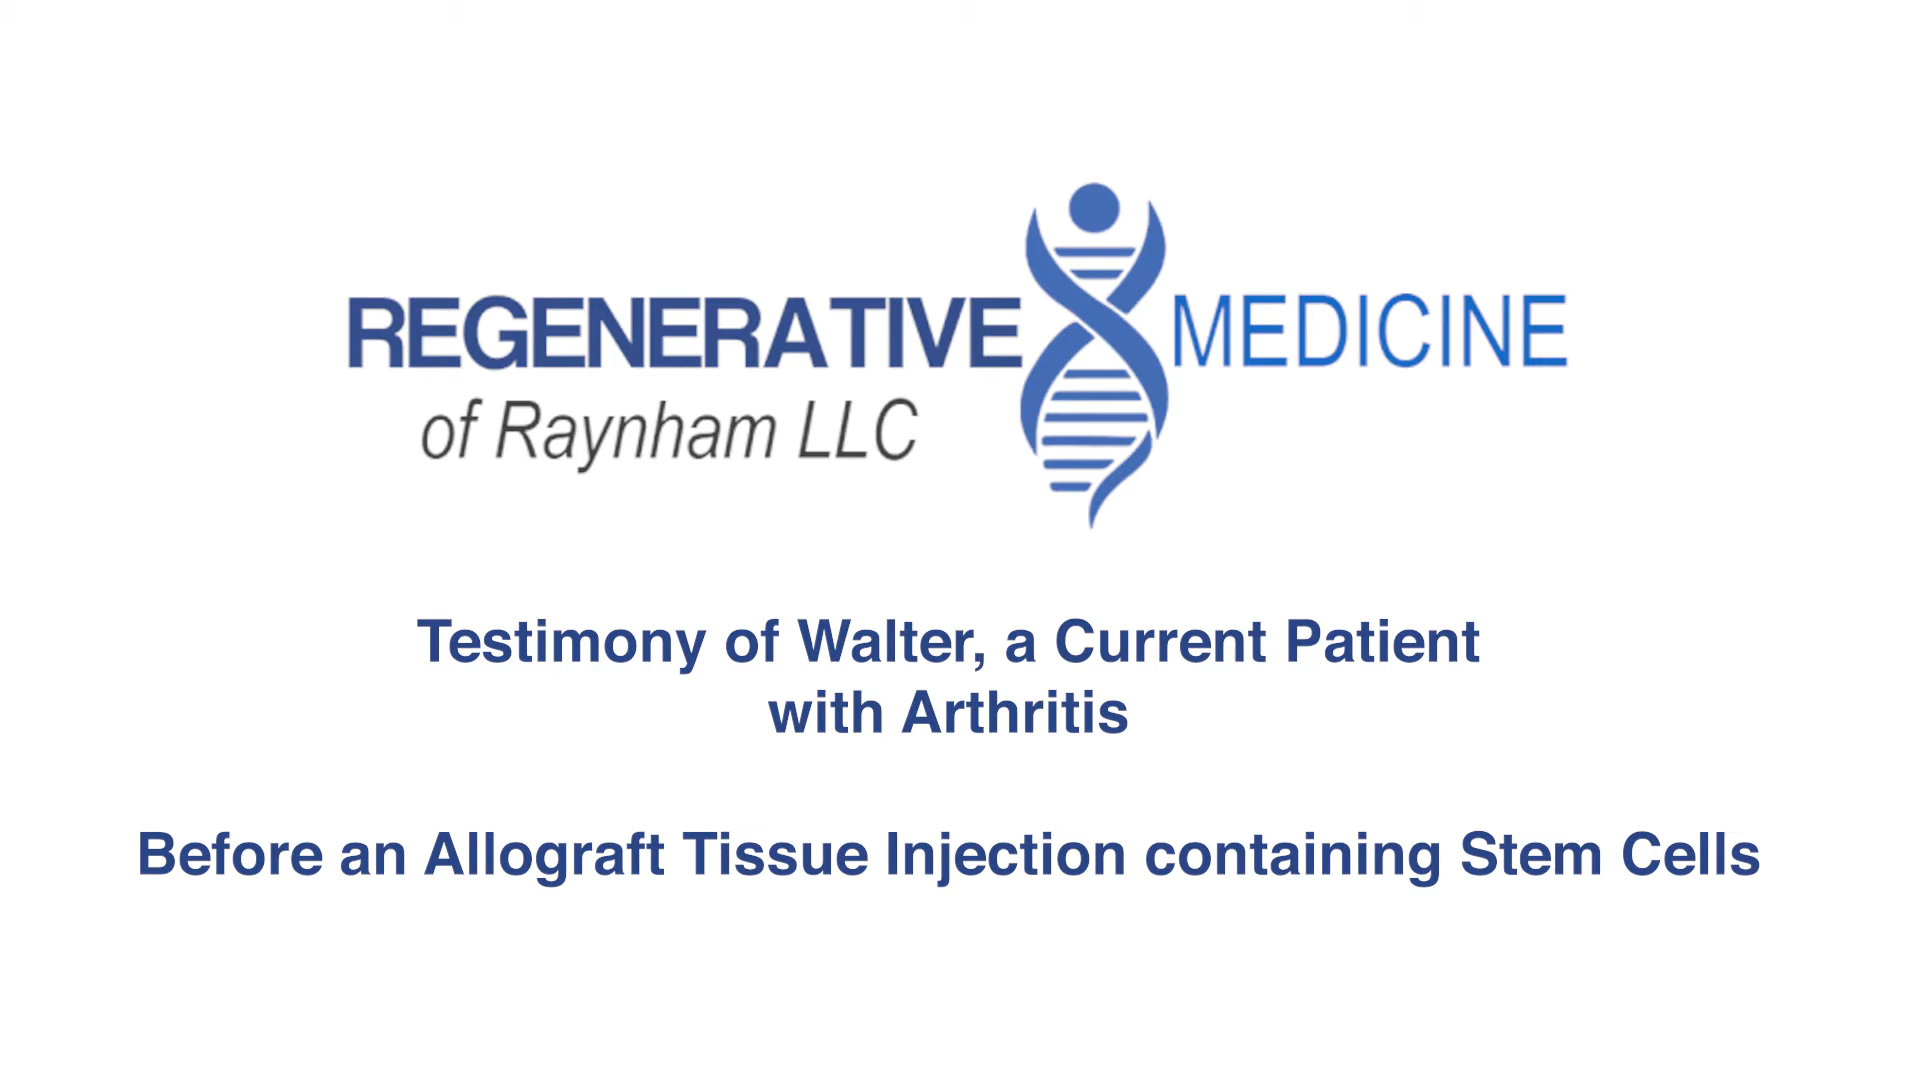 REGENERATIVE MEDICINE
of Raynham LLC
Testimony of Walter, a Current Patient
with Arthritis
Before an Allograft Tissue Injection containing Stem Cells